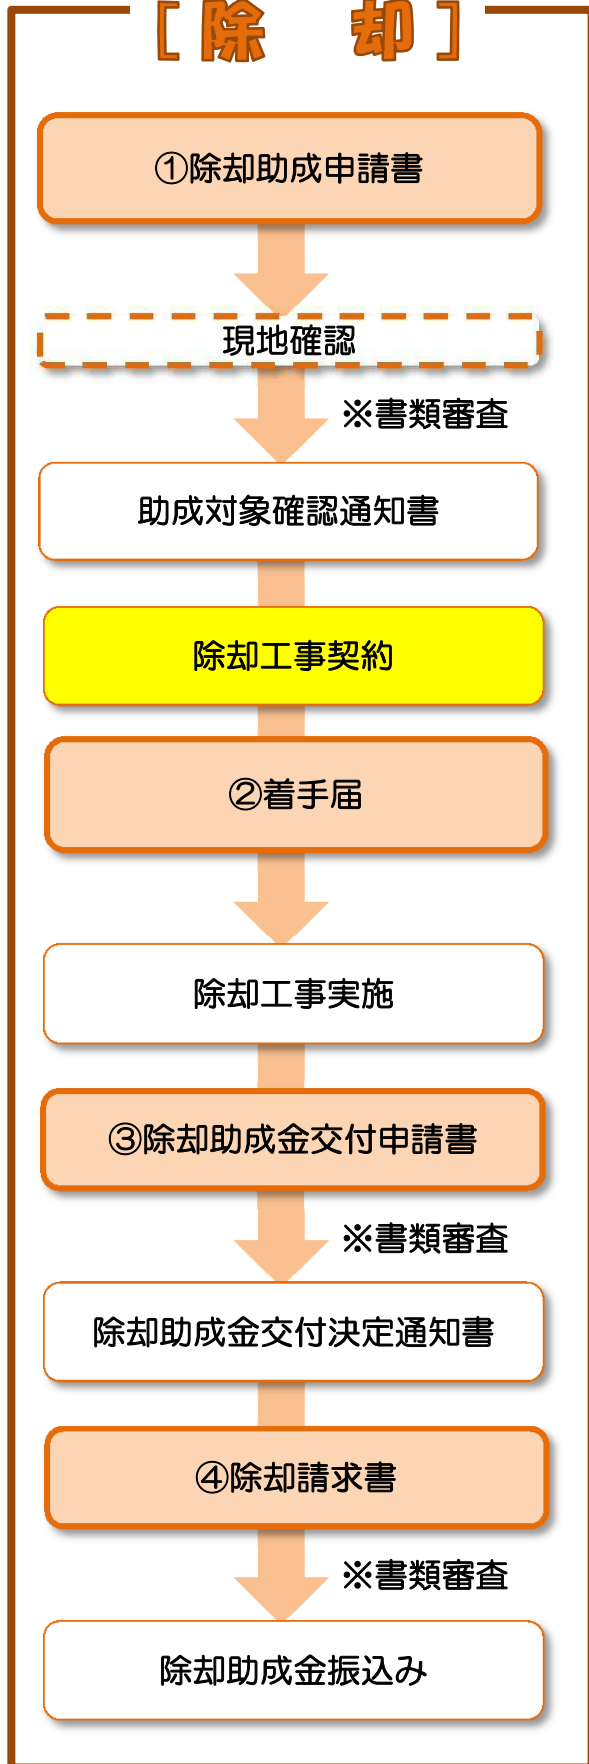 [除　却]
①除却助成申請書
現地確認
※書類審査
助成対象確認通知書
除却工事契約
②着手届
除却工事実施
③除却助成金交付申請書
※書類審査
除却助成金交付決定通知書
④除却請求書
※書類審査
除却助成金振込み